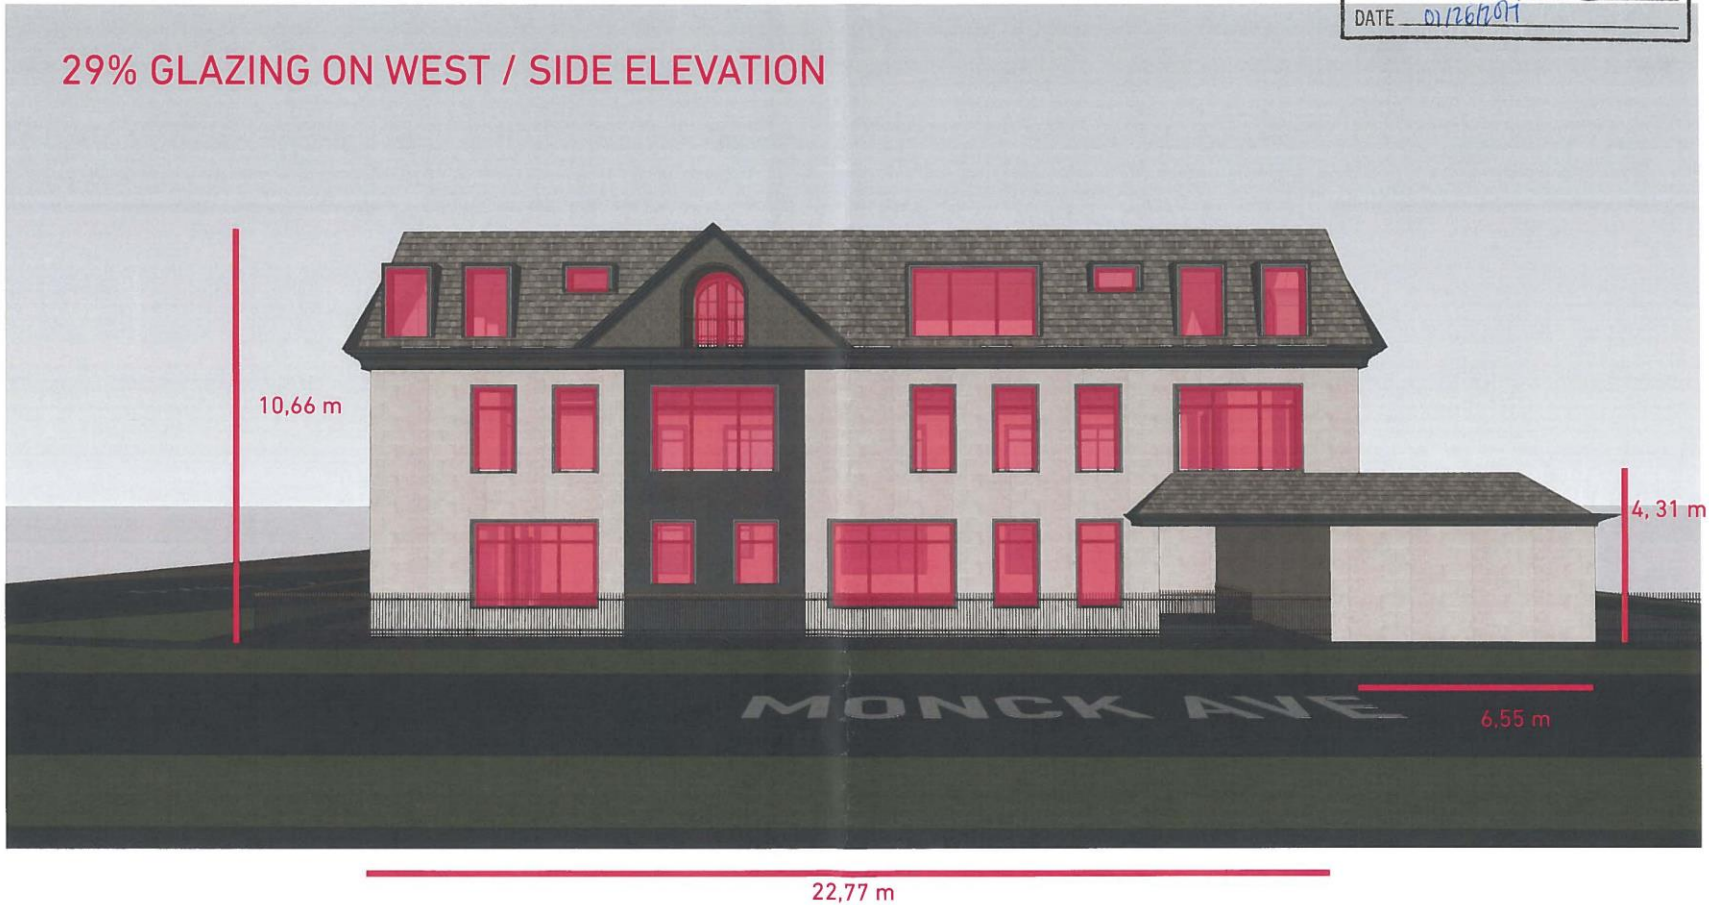 DATE 01/26/2017
29% GLAZING ON WEST / SIDE ELEVATION
10,66 m
4, 31 m
MONCK AVE
6,55 m
22,77 m